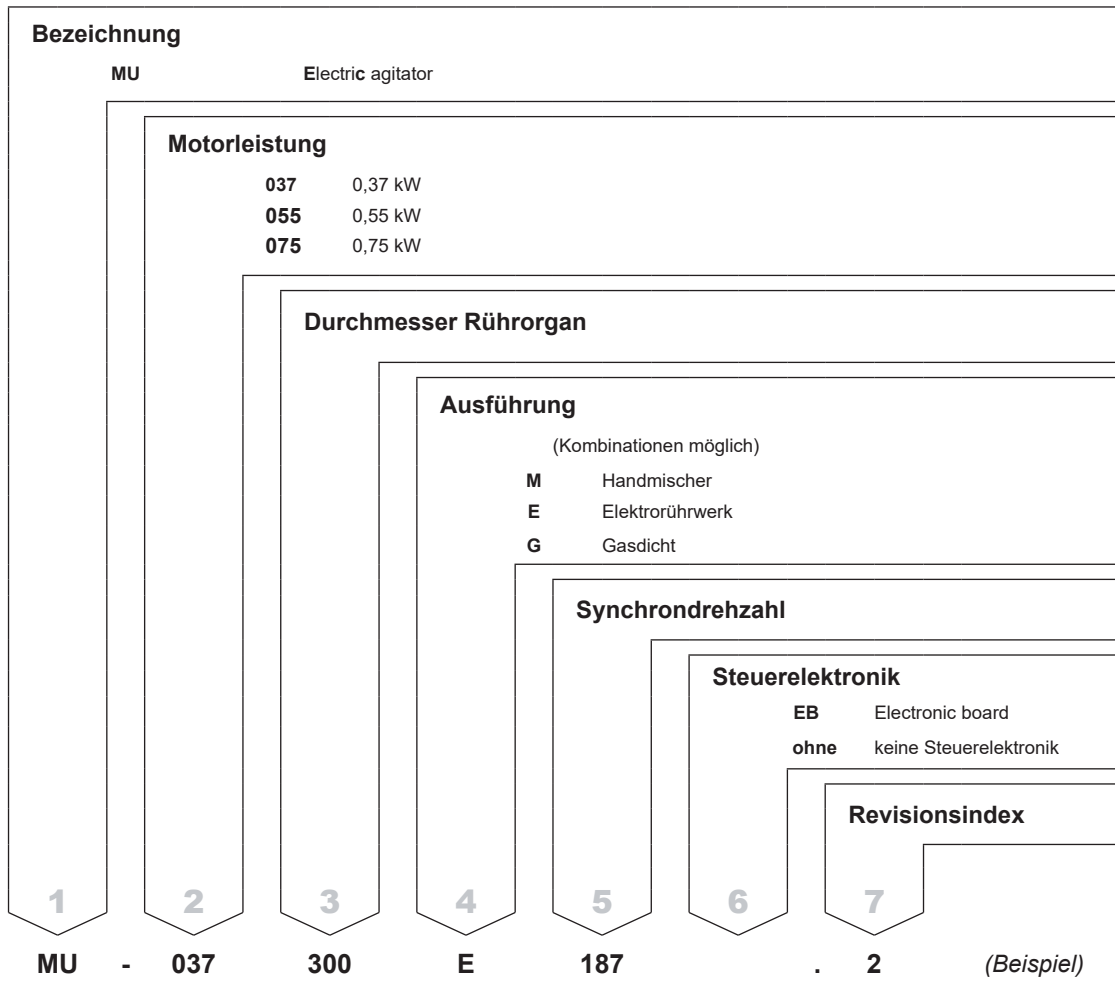 Bezeichnung
MU Electric agitator
Motorleistung
037 0,37 kW
055 0,55 kW
075 0,75 kW
Durchmesser Rührorgan
Ausführung
(Kombinationen möglich)
M Handmischer
E Elektrorührwerk
G Gasdicht
Synchrondrehzahl
Steuerelektronik
EB Electronic board
ohne keine Steuerelektronik
Revisionsindex
1 2 3 4 5 6 7
MU - 037 300 E 187 . 2 (Beispiel)